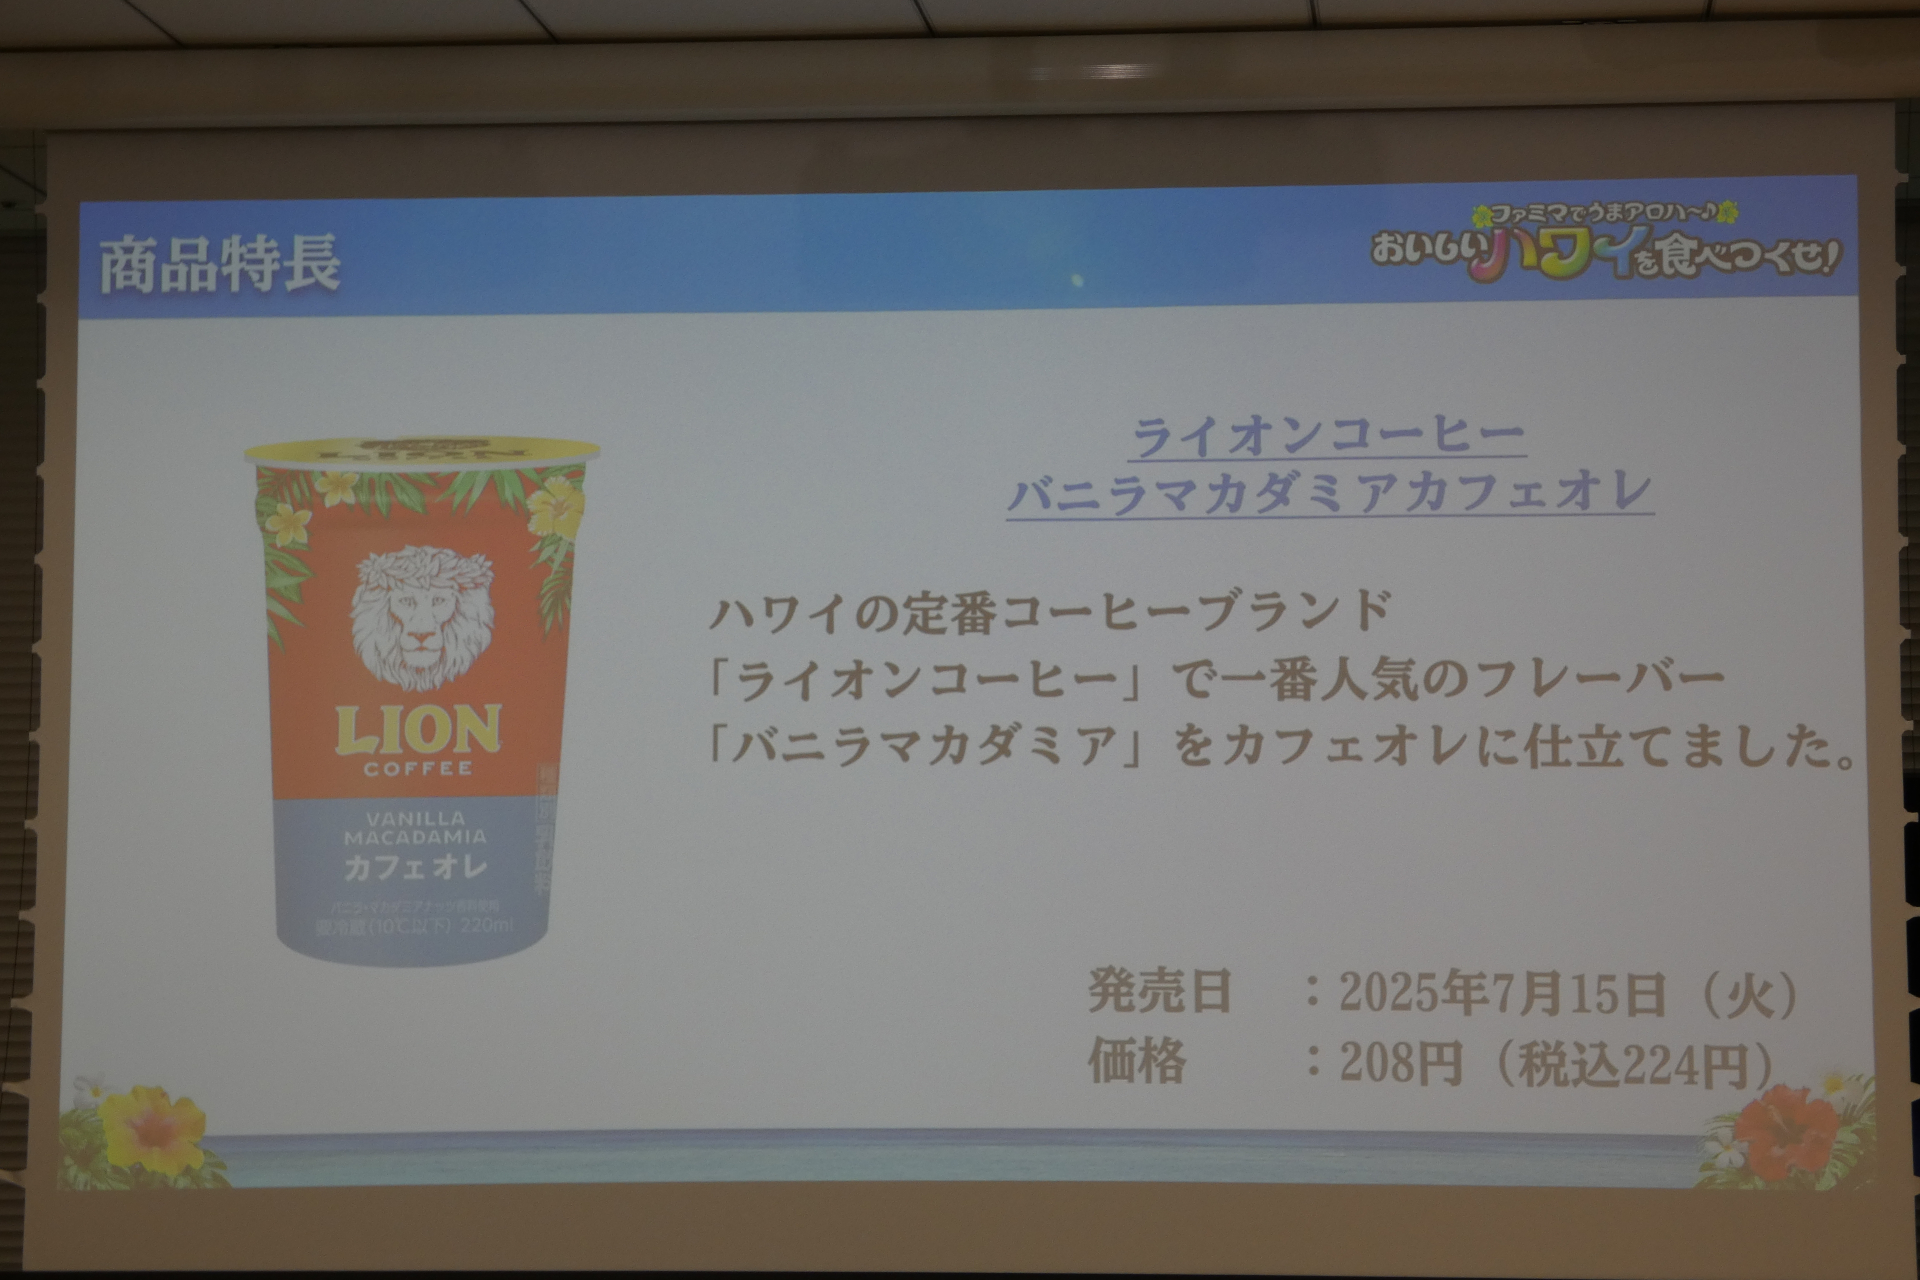 商品特長
ファミマでうまアロハ～♪
おいしいハワイを食べつくせ！
ライオンコーヒー
バニラマカダミアカフェオレ
ハワイの定番コーヒーブランド
「ライオンコーヒー」で一番人気のフレーバー
「バニラマカダミア」をカフェオレに仕立てました。
発売日　：2025年7月15日（火）
価格　：208円（税込224円）
LION
LION
COFFEE
VANILLA
MACADAMIA
カフェオレ
要冷蔵(10℃以下) 220ml